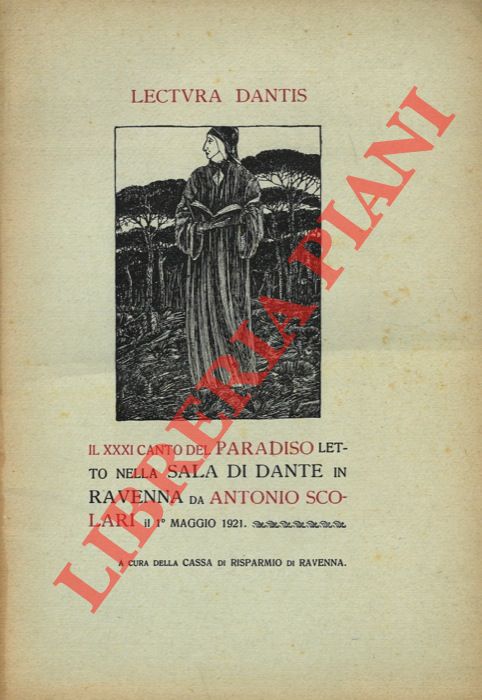 LECTVRA DANTIS
IL XXXI CANTO DEL PARADISO LET-
TO NELLA SALA DI DANTE IN
RAVENNA DA ANTONIO SCO-
LARI il 1º MAGGIO 1921.
A CURA DELLA CASSA DI RISPARMIO DI RAVENNA.
LIBRERIA PIANI